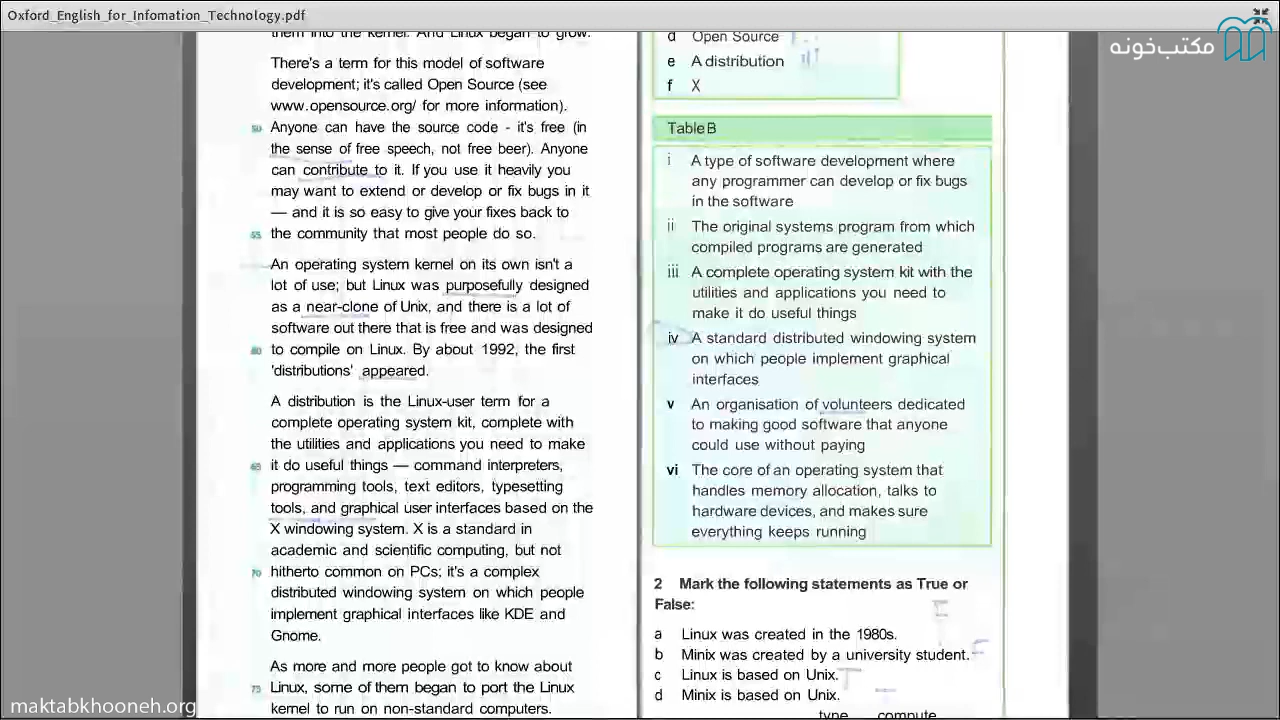 Oxford_English_for_Infomation_Technology.pdf
مکتب‌خونه
them into the kernel. And Linux began to grow.
There's a term for this model of software
development; it's called Open Source (see
www.opensource.org/ for more information).
50 Anyone can have the source code - it's free (in
the sense of free speech, not free beer). Anyone
can contribute to it. If you use it heavily you
may want to extend or develop or fix bugs in it
— and it is so easy to give your fixes back to
55 the community that most people do so.
An operating system kernel on its own isn't a
lot of use; but Linux was purposefully designed
as a near-clone of Unix, and there is a lot of
software out there that is free and was designed
60 to compile on Linux. By about 1992, the first
'distributions' appeared.
A distribution is the Linux-user term for a
complete operating system kit, complete with
the utilities and applications you need to make
65 it do useful things — command interpreters,
programming tools, text editors, typesetting
tools, and graphical user interfaces based on the
X windowing system. X is a standard in
academic and scientific computing, but not
70 hitherto common on PCs; it's a complex
distributed windowing system on which people
implement graphical interfaces like KDE and
Gnome.
As more and more people got to know about
75 Linux, some of them began to port the Linux
kernel to run on non-standard computers.
d Open Source
e A distribution
f X
Table B
i A type of software development where
any programmer can develop or fix bugs
in the software
ii The original systems program from which
compiled programs are generated
iii A complete operating system kit with the
utilities and applications you need to
make it do useful things
iv A standard distributed windowing system
on which people implement graphical
interfaces
v An organisation of volunteers dedicated
to making good software that anyone
could use without paying
vi The core of an operating system that
handles memory allocation, talks to
hardware devices, and makes sure
everything keeps running
2 Mark the following statements as True or
False:
a Linux was created in the 1980s.
b Minix was created by a university student. F
c Linux is based on Unix. T
d Minix is based on Unix.
type compute
maktabkhooneh.org